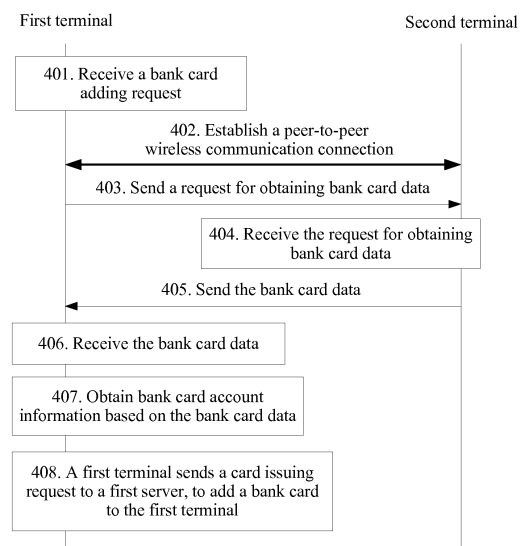 First terminal
Second terminal
401. Receive a bank card
adding request
402. Establish a peer-to-peer
wireless communication connection
403. Send a request for obtaining bank card data
404. Receive the request for obtaining
bank card data
405. Send the bank card data
406. Receive the bank card data
407. Obtain bank card account
information based on the bank card data
408. A first terminal sends a card issuing
request to a first server, to add a bank card
to the first terminal